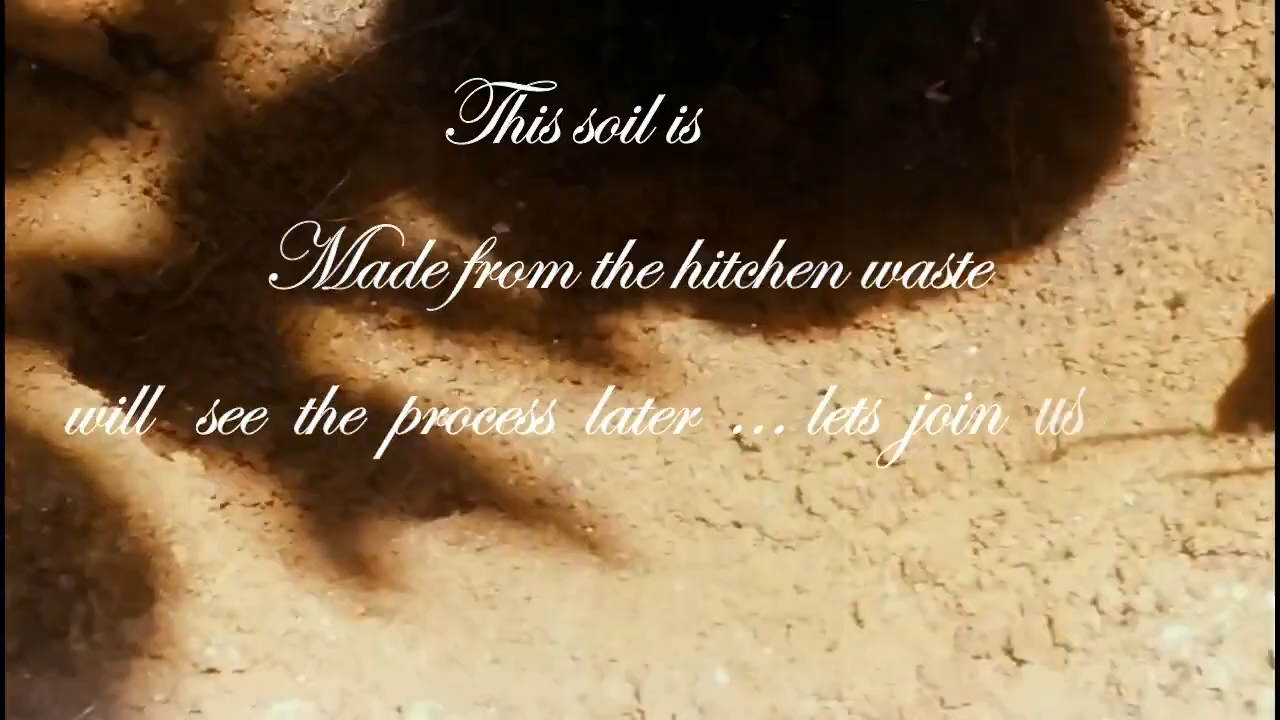 This soil is
Made from the hitchen waste
will see the process later ... lets join us